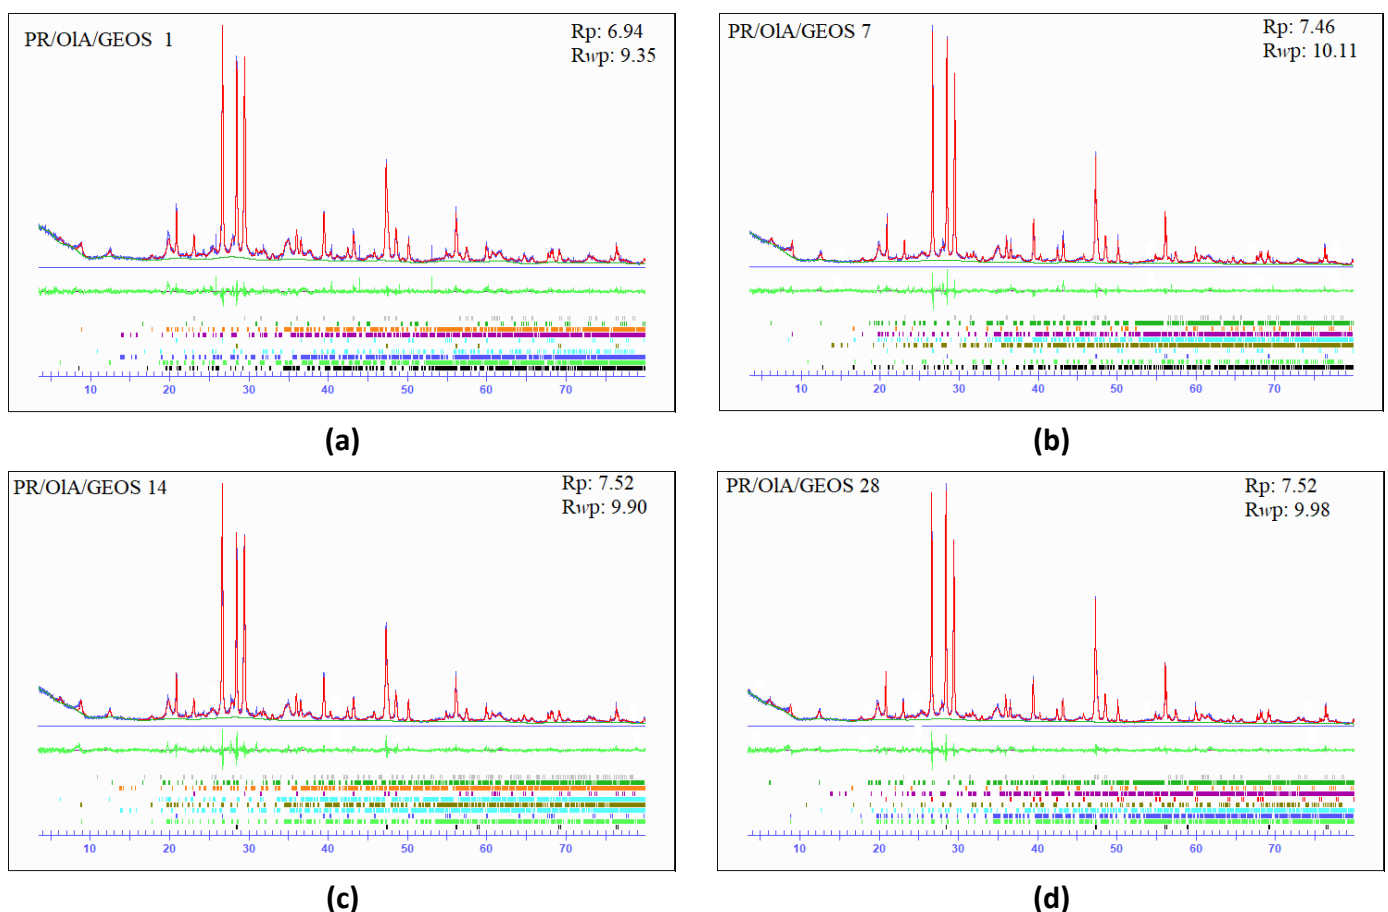 PR/OlA/GEOS 1
Rp: 6.94
Rwp: 9.35
10 20 30 40 50 60 70
(a)
PR/OlA/GEOS 7
Rp: 7.46
Rwp: 10.11
10 20 30 40 50 60 70
(b)
PR/OlA/GEOS 14
Rp: 7.52
Rwp: 9.90
10 20 30 40 50 60 70
(c)
PR/OlA/GEOS 28
Rp: 7.52
Rwp: 9.98
10 20 30 40 50 60 70
(d)